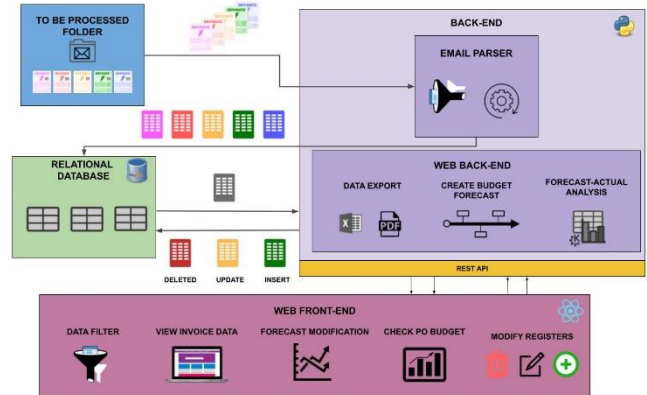 TO BE PROCESSED
FOLDER
INVOICE
BACK-END
EMAIL PARSER
RELATIONAL
DATABASE
WEB BACK-END
DATA EXPORT
CREATE BUDGET
FORECAST
FORECAST-ACTUAL
ANALYSIS
PDF
DELETED
UPDATE
INSERT
REST API
WEB FRONT-END
DATA FILTER
VIEW INVOICE DATA
FORECAST MODIFICATION
CHECK PO BUDGET
MODIFY REGISTERS